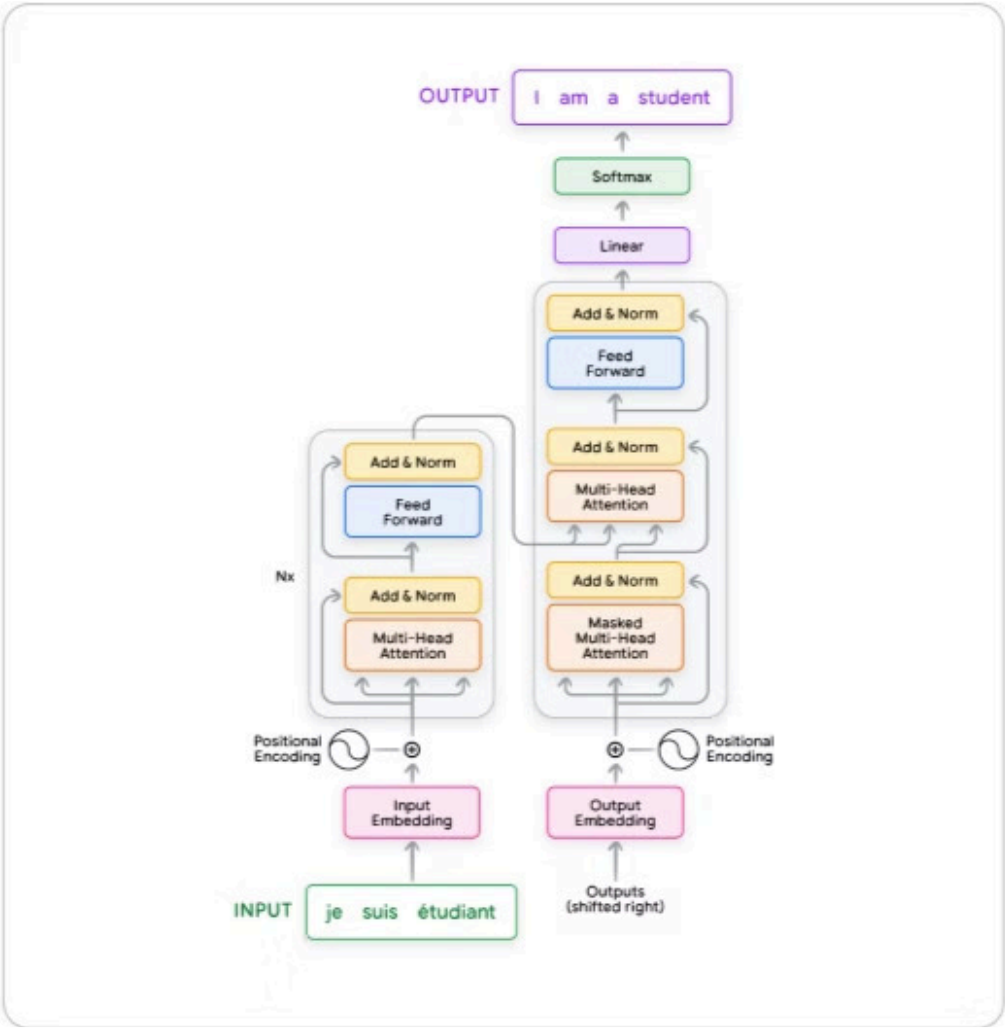 OUTPUT
I am a student
Softmax
Linear
Add & Norm
Feed
Forward
Add & Norm
Multi-Head
Attention
Add & Norm
Masked
Multi-Head
Attention
Add & Norm
Feed
Forward
Nx
Add & Norm
Multi-Head
Attention
Positional
Encoding
Positional
Encoding
Input
Embedding
Output
Embedding
INPUT
je suis étudiant
Outputs
(shifted right)